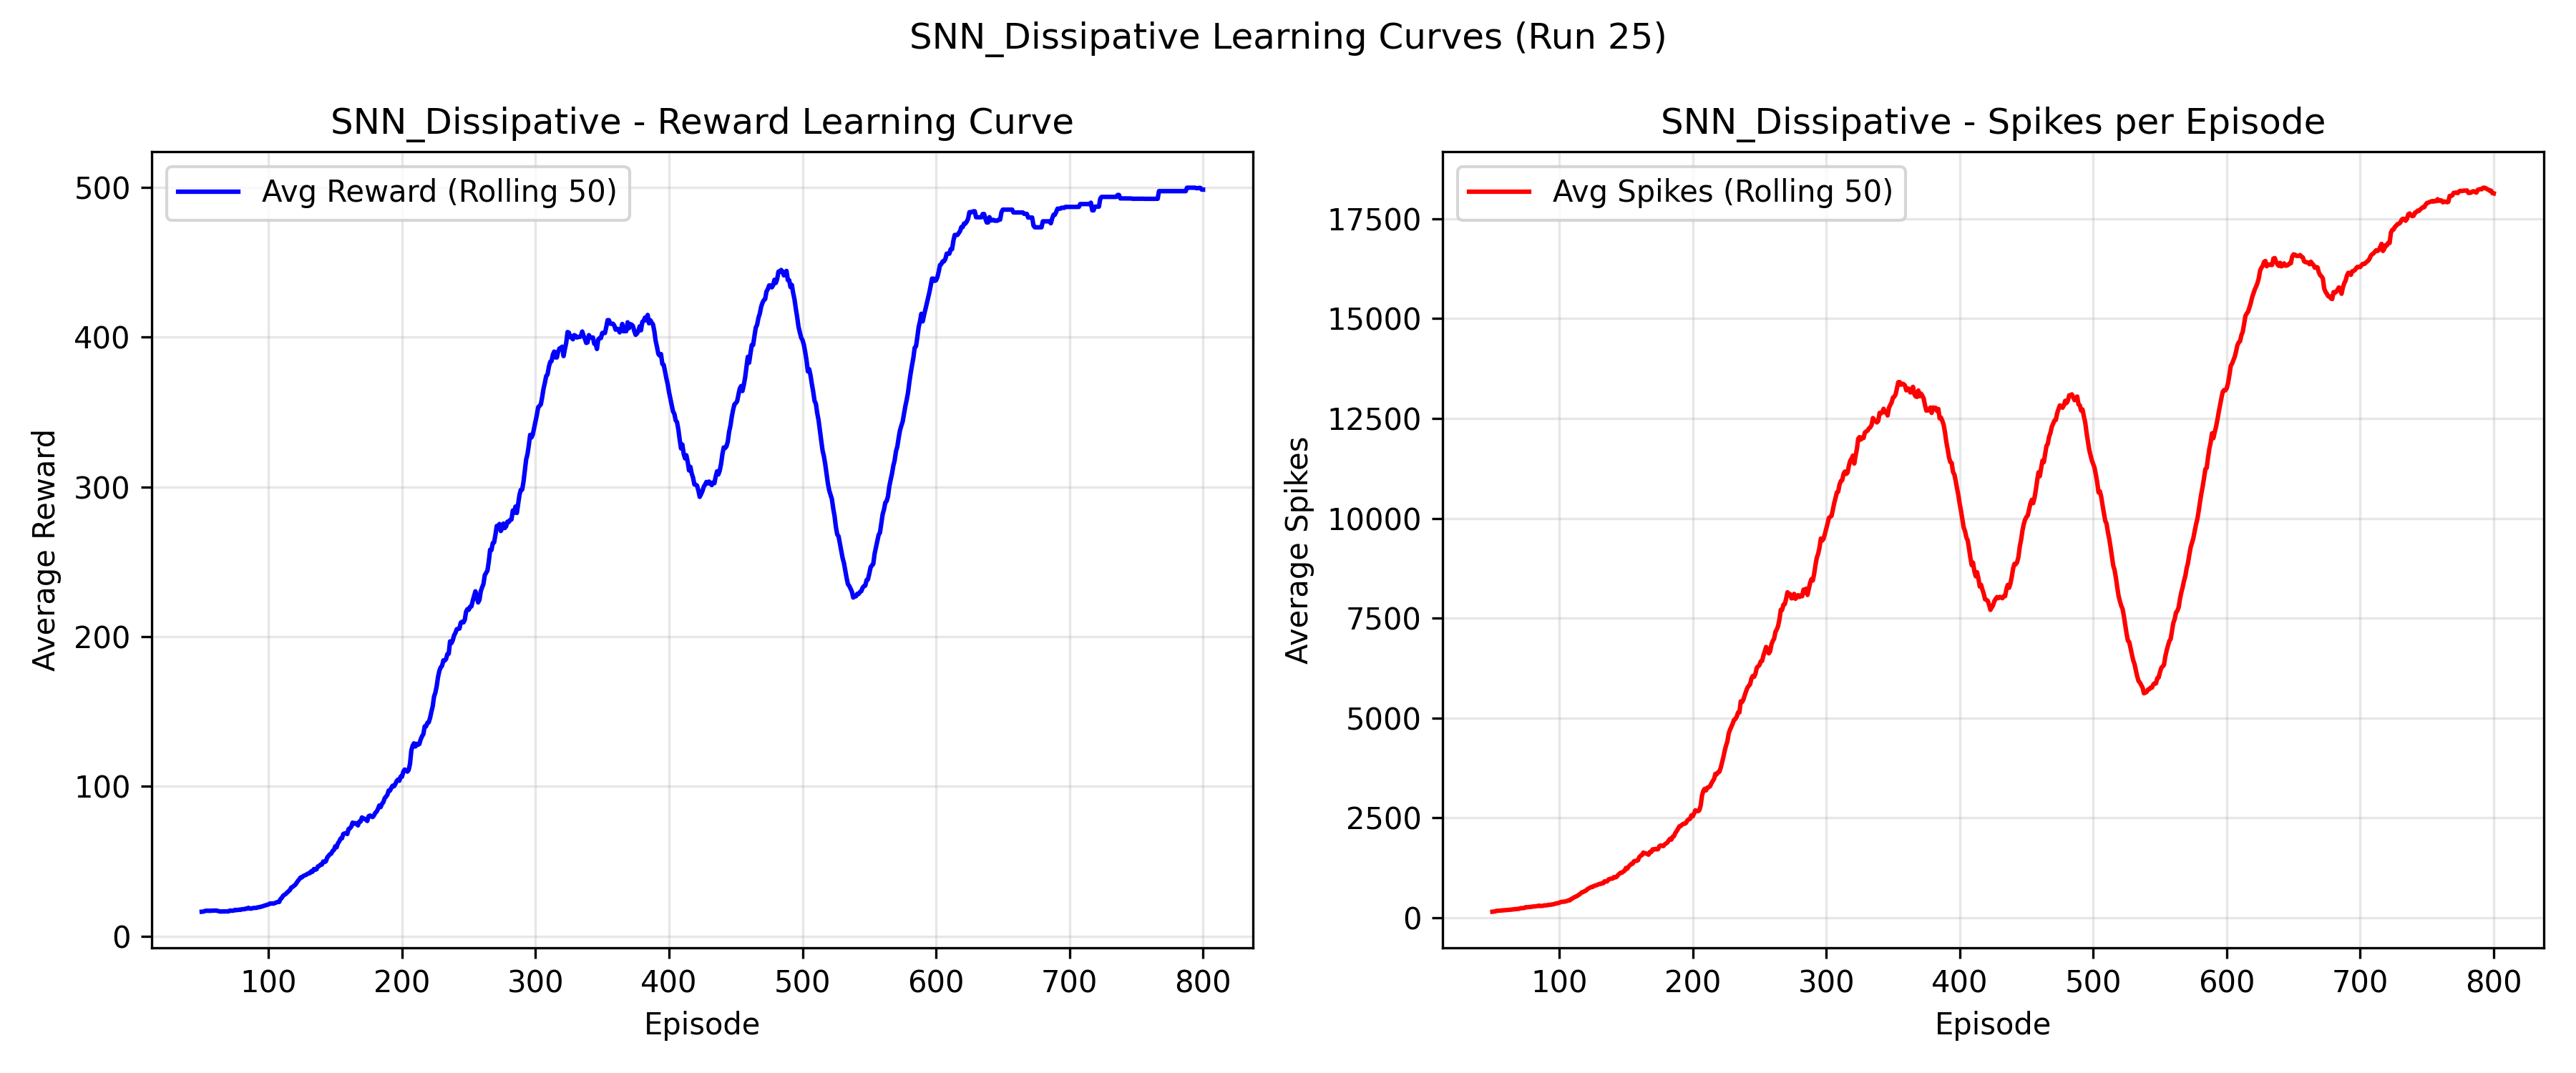 SNN_Dissipative Learning Curves (Run 25)
SNN_Dissipative - Reward Learning Curve
Avg Reward (Rolling 50)
Average Reward
500
400
300
200
100
0
100 200 300 400 500 600 700 800
Episode
SNN_Dissipative - Spikes per Episode
Avg Spikes (Rolling 50)
Average Spikes
17500
15000
12500
10000
7500
5000
2500
0
100 200 300 400 500 600 700 800
Episode